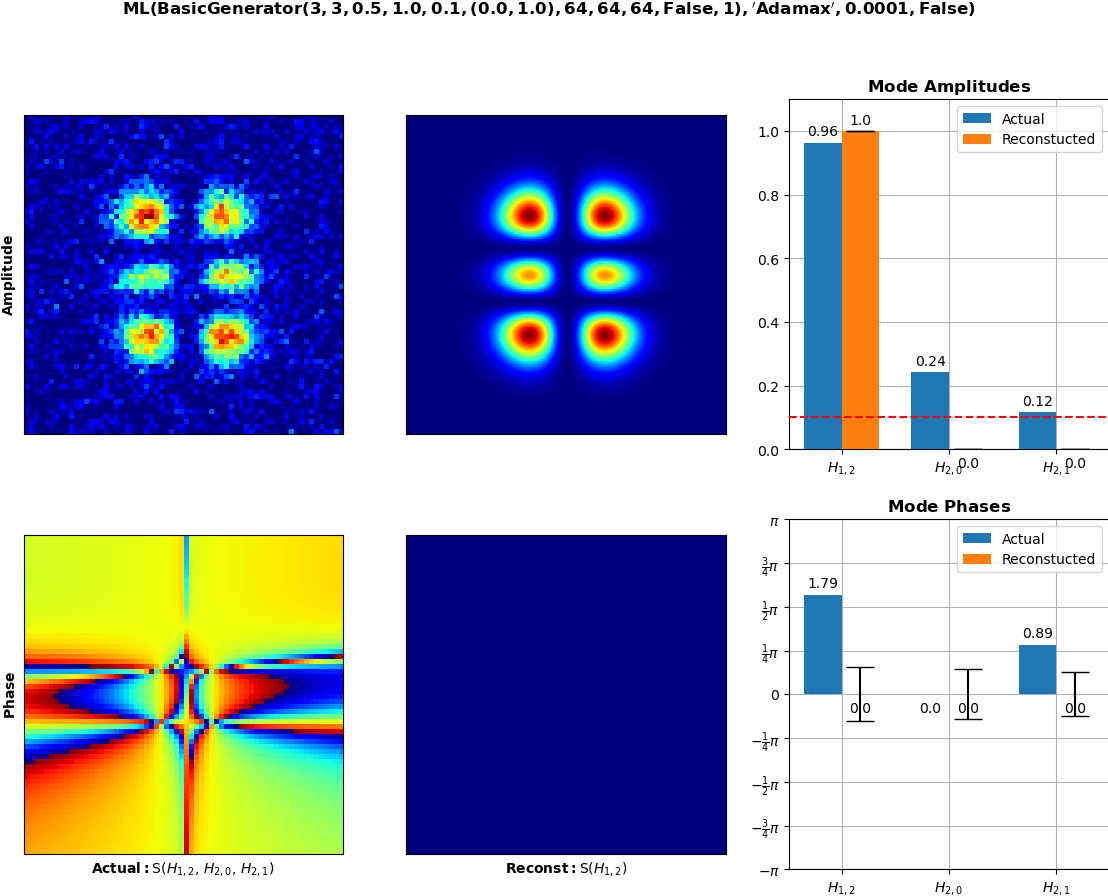 ML(BasicGenerator(3, 3, 0.5, 1.0, 0.1, (0.0, 1.0), 64, 64, 64, False, 1), 'Adamax', 0.0001, False)
Amplitude
Mode Amplitudes
Actual
Reconstucted
1.0
0.8
0.6
0.4
0.2
0.0
0.96
1.0
0.24
0.0
0.12
0.0
H1,2
H2,0
H2,1
Phase
Actual: S(H1,2, H2,0, H2,1)
Reconst: S(H1,2)
Mode Phases
Actual
Reconstucted
π
3/4π
1/2π
1/4π
0
−1/4π
−1/2π
−3/4π
−π
1.79
0.0
0.0
0.0
0.89
0.0
H1,2
H2,0
H2,1